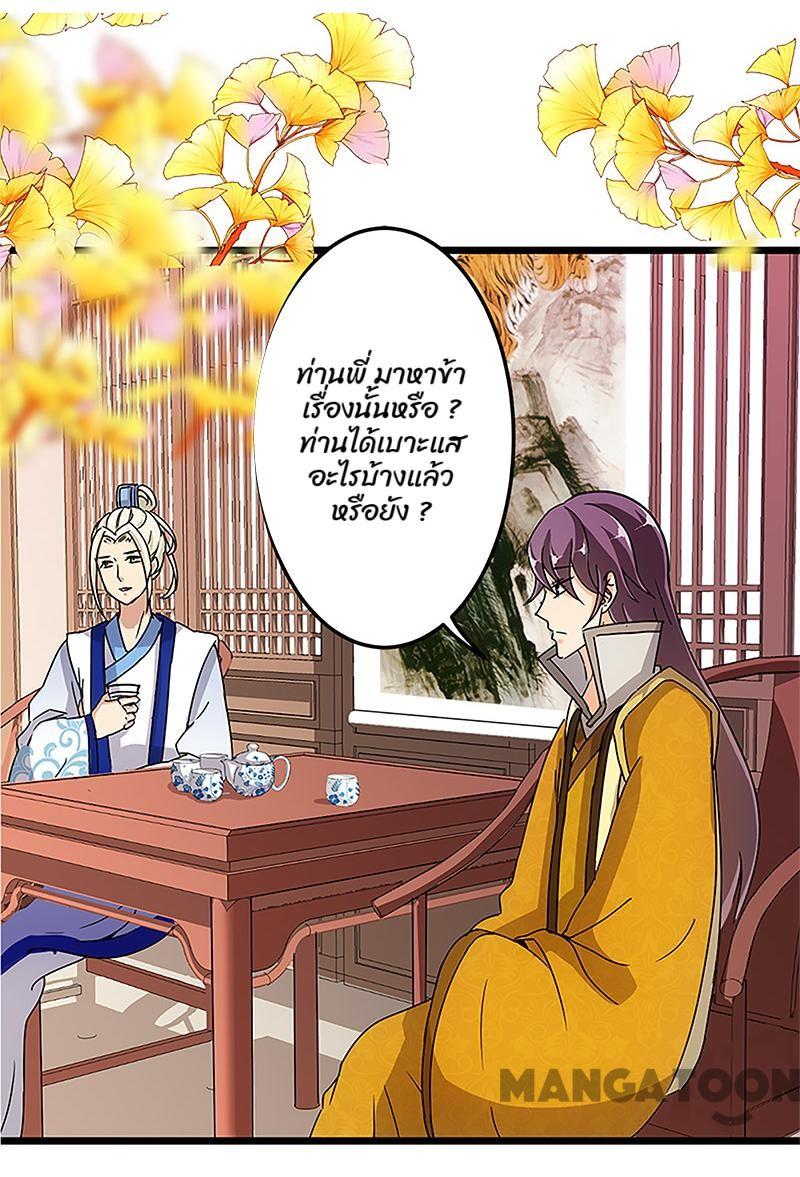 ท่านพี่ มาหาข้า
เรื่องนั้นหรือ ?
ท่านได้เบาะแส
อะไรบ้างแล้ว
หรือยัง ?
MANGATOON